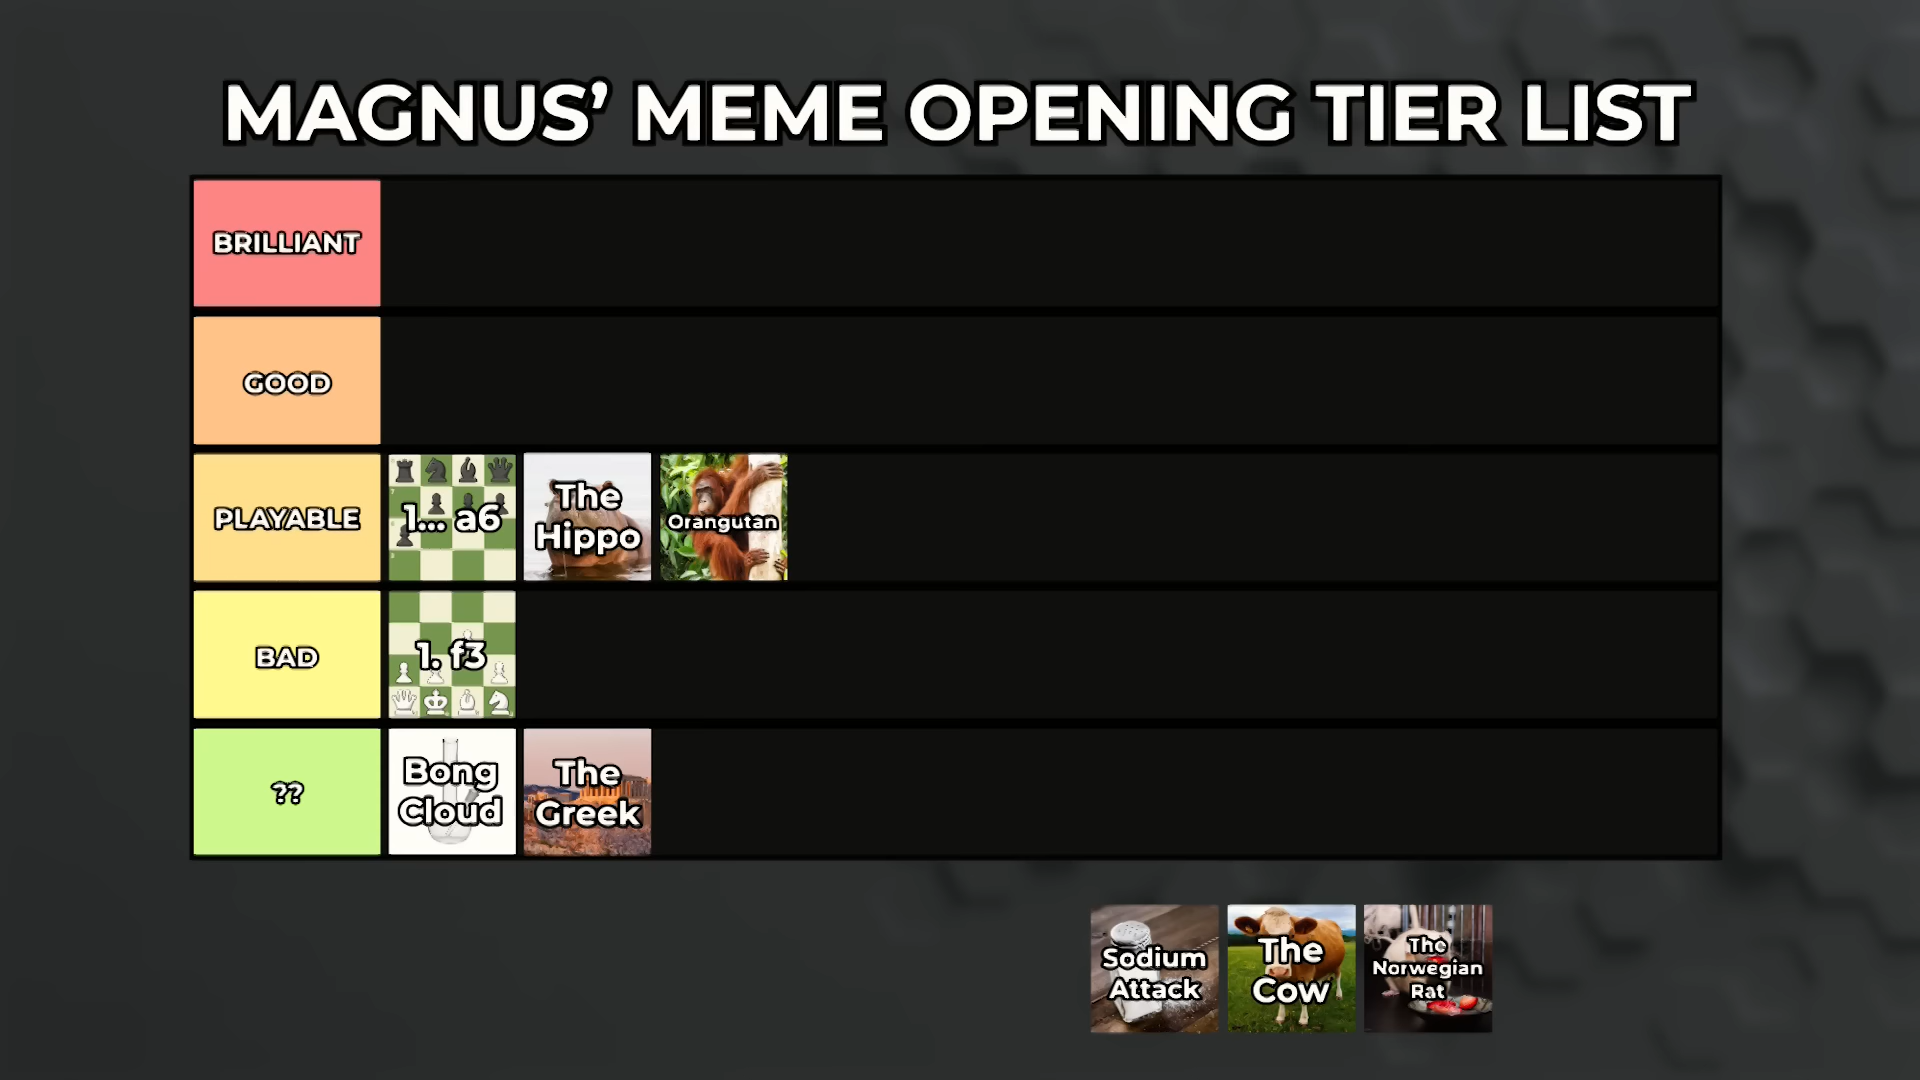 MAGNUS’ MEME OPENING TIER LIST
BRILLIANT
GOOD
PLAYABLE
1... a6
The
Hippo
Orangutan
BAD
1. f3
??
Bong
Cloud
The
Greek
Sodium
Attack
The
Cow
The
Norwegian
Rat